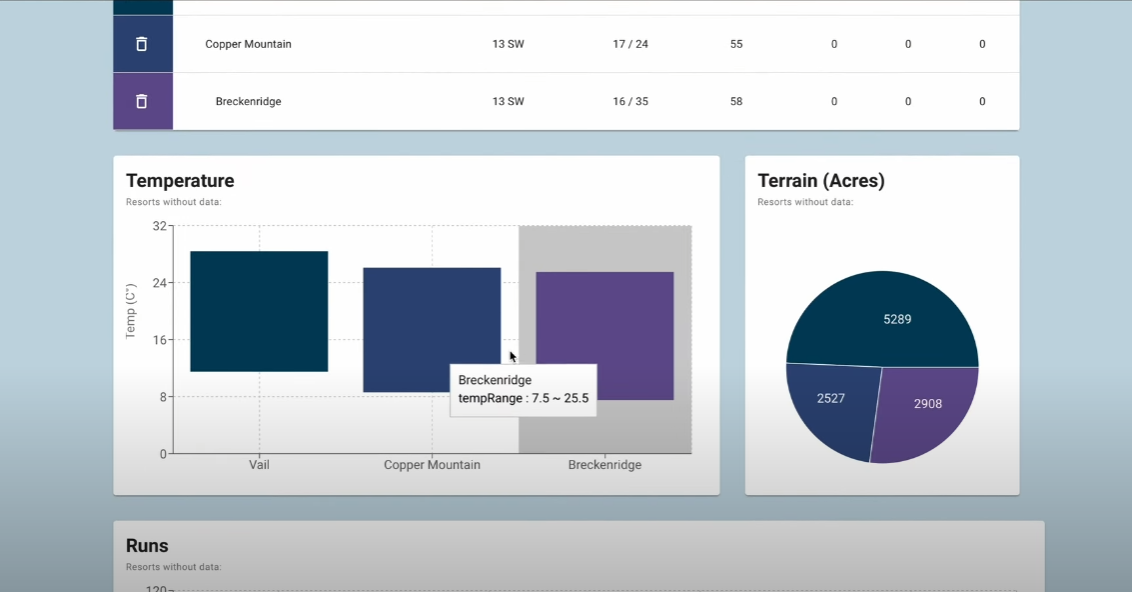 Copper Mountain 13 SW 17 / 24 55 0 0 0
Breckenridge 13 SW 16 / 35 58 0 0 0
Temperature
Resorts without data:
32
24
16
8
0
Temp (C°)
Breckenridge
tempRange : 7.5 ~ 25.5
Vail Copper Mountain Breckenridge
Terrain (Acres)
Resorts without data:
5289
2527
2908
Runs
Resorts without data:
120